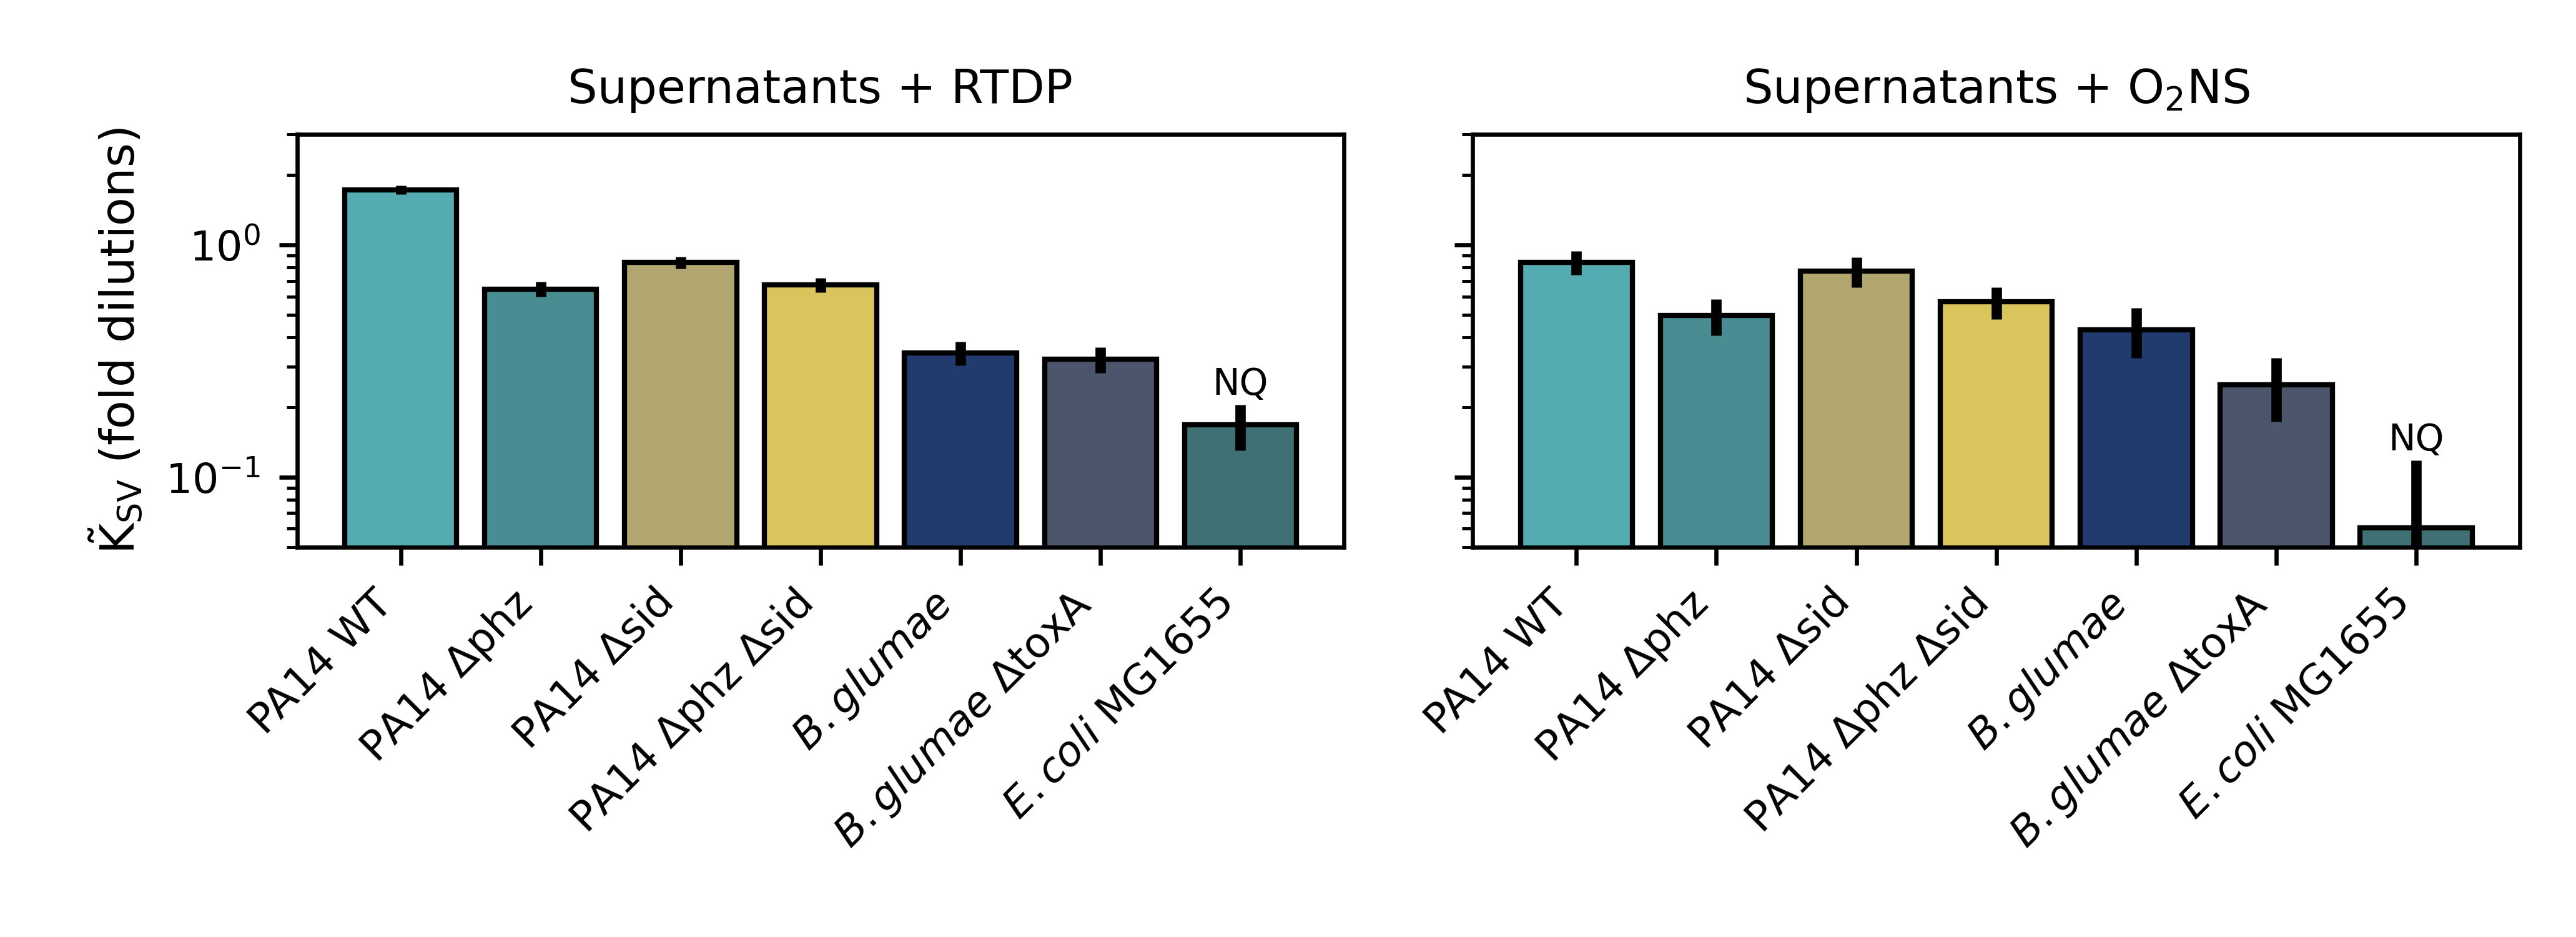 Supernatants + RTDP
K̃SV (fold dilutions)
10⁰
10⁻¹
NQ
PA14 WT
PA14 Δphz
PA14 Δsid
PA14 Δphz Δsid
B. glumae
B. glumae ΔtoxA
E. coli MG1655
Supernatants + O₂NS
NQ
PA14 WT
PA14 Δphz
PA14 Δsid
PA14 Δphz Δsid
B. glumae
B. glumae ΔtoxA
E. coli MG1655